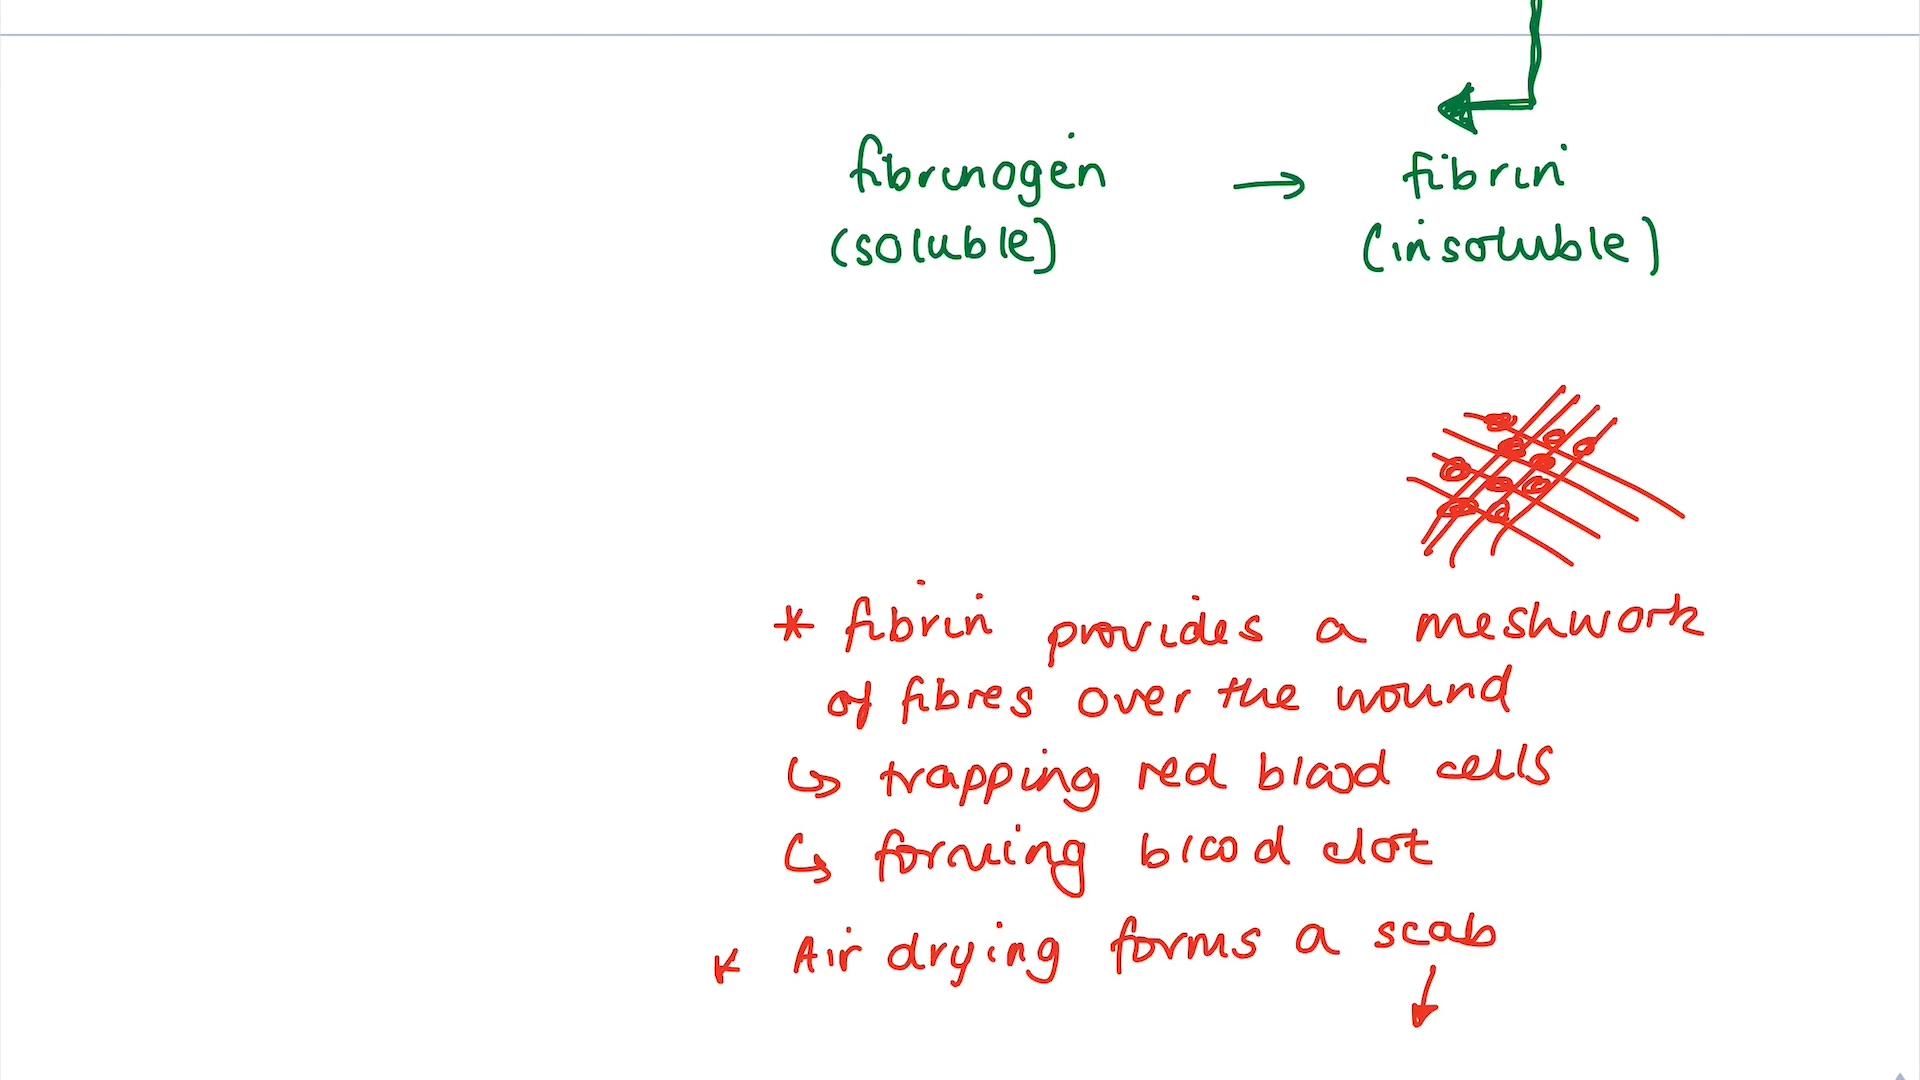 fibrinogen → fibrin
(soluble) (insoluble)
* fibrin provides a meshwork
of fibres over the wound
↳ trapping red blood cells
↳ forming blood clot
* Air drying forms a scab
↓